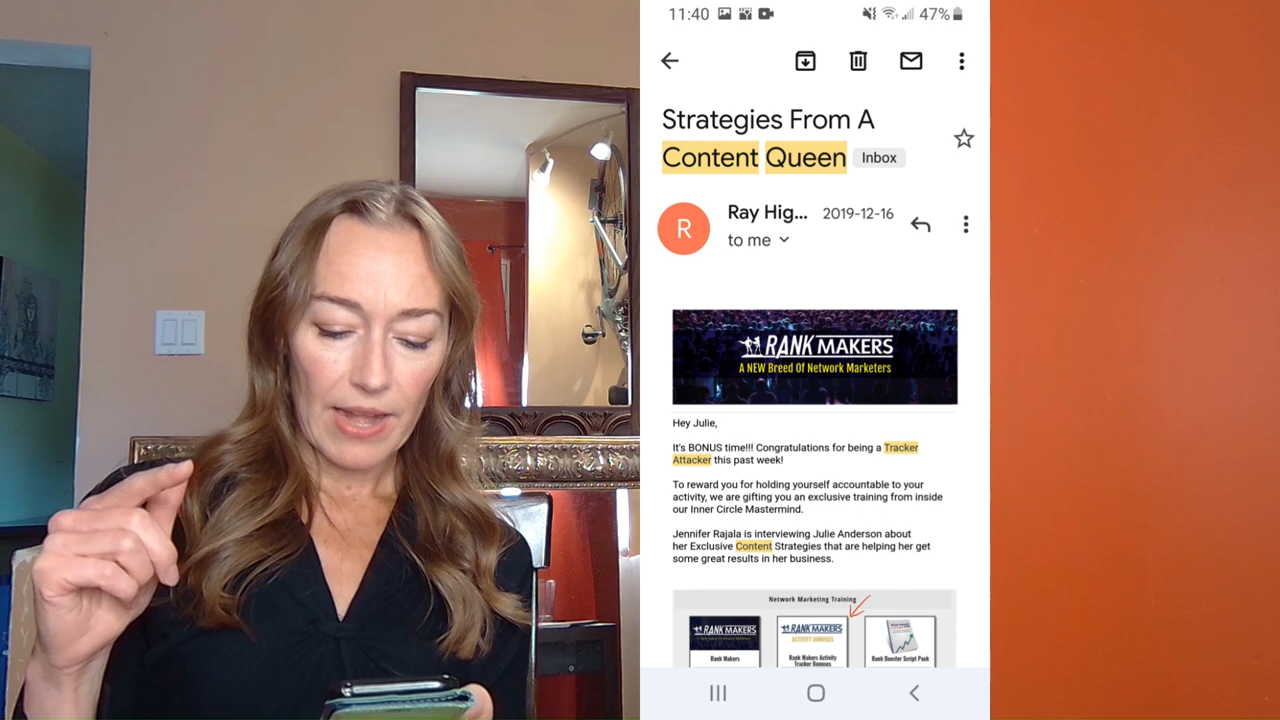 11:40 47%
Strategies From A
Content Queen Inbox
R
Ray Hig... 2019-12-16
to me
RANK MAKERS
A NEW Breed Of Network Marketers
Hey Julie,
It's BONUS time!!! Congratulations for being a Tracker
Attacker this past week!
To reward you for holding yourself accountable to your
activity, we are gifting you an exclusive training from inside
our Inner Circle Mastermind.
Jennifer Rajala is interviewing Julie Anderson about
her Exclusive Content Strategies that are helping her get
some great results in her business.
Network Marketing Training
RANK MAKERS RANK MAKERS
ACTIVITY BONUSES
Rank Makers Rank Makers Activity Rank Booster Script Pack
Tracker Bonuses